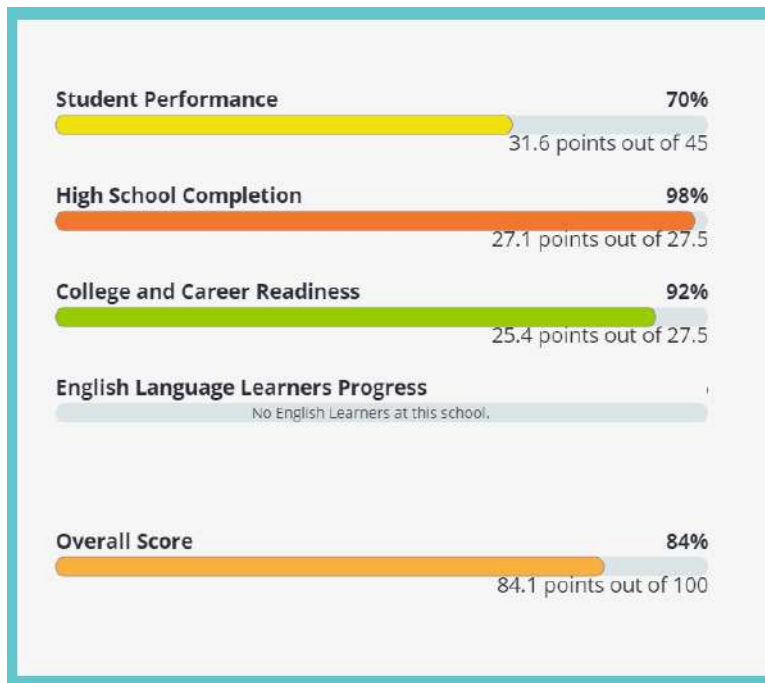 Student Performance 70%
31.6 points out of 45
High School Completion 98%
27.1 points out of 27.5
College and Career Readiness 92%
25.4 points out of 27.5
English Language Learners Progress
No English Learners at this school.
Overall Score 84%
84.1 points out of 100